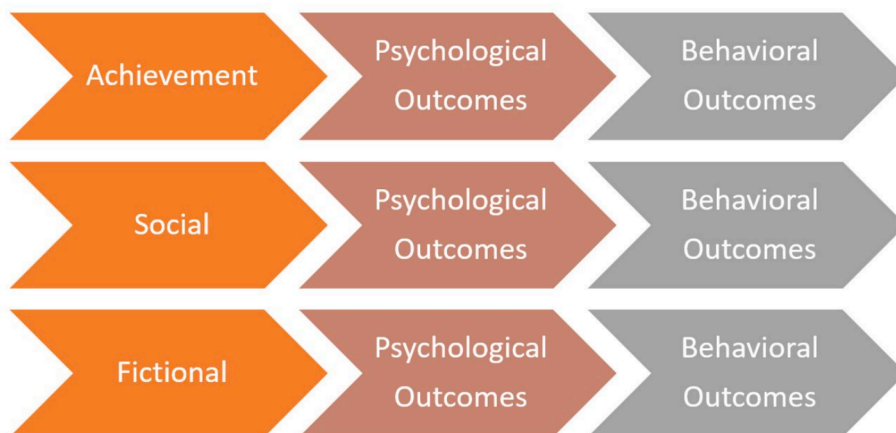 Achievement
Psychological
Outcomes
Behavioral
Outcomes
Social
Psychological
Outcomes
Behavioral
Outcomes
Fictional
Psychological
Outcomes
Behavioral
Outcomes